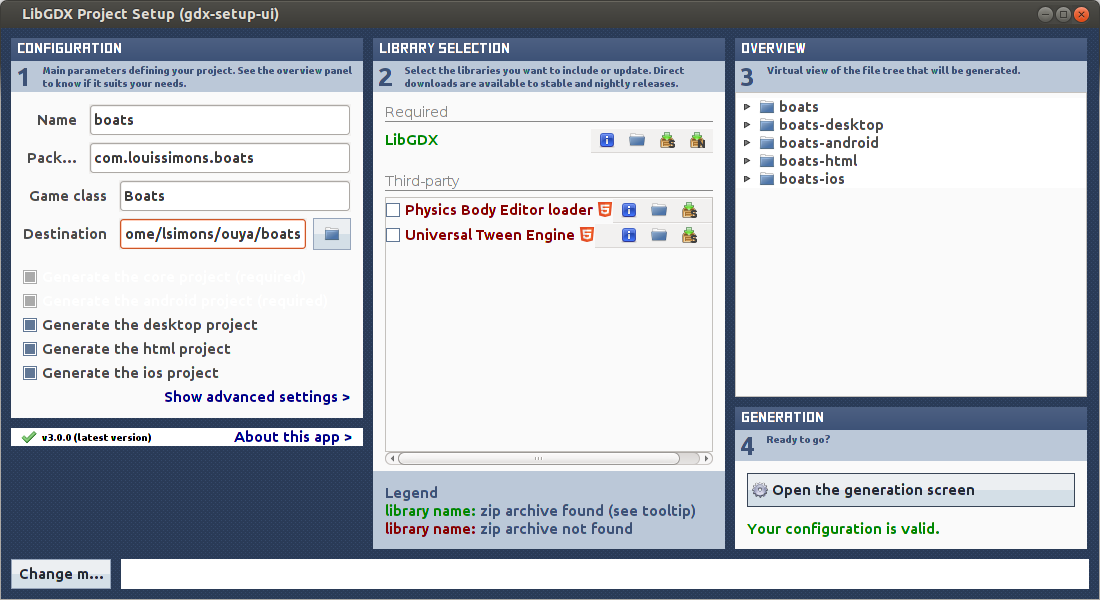 LibGDX Project Setup (gdx-setup-ui)
CONFIGURATION
1
Main parameters defining your project. See the overview panel
to know if it suits your needs.
Name
boats
Pack...
com.louissimons.boats
Game class
Boats
Destination
ome/lsimons/ouya/boats
Generate the core project (required)
Generate the android project (required)
Generate the desktop project
Generate the html project
Generate the ios project
Show advanced settings >
v3.0.0 (latest version)
About this app >
LIBRARY SELECTION
2
Select the libraries you want to include or update. Direct
downloads are available to stable and nightly releases.
Required
LibGDX
S
N
Third-party
Physics Body Editor loader
5
S
Universal Tween Engine
5
S
Legend
library name: zip archive found (see tooltip)
library name: zip archive not found
OVERVIEW
3
Virtual view of the file tree that will be generated.
boats
boats-desktop
boats-android
boats-html
boats-ios
GENERATION
4
Ready to go?
Open the generation screen
Your configuration is valid.
Change m...